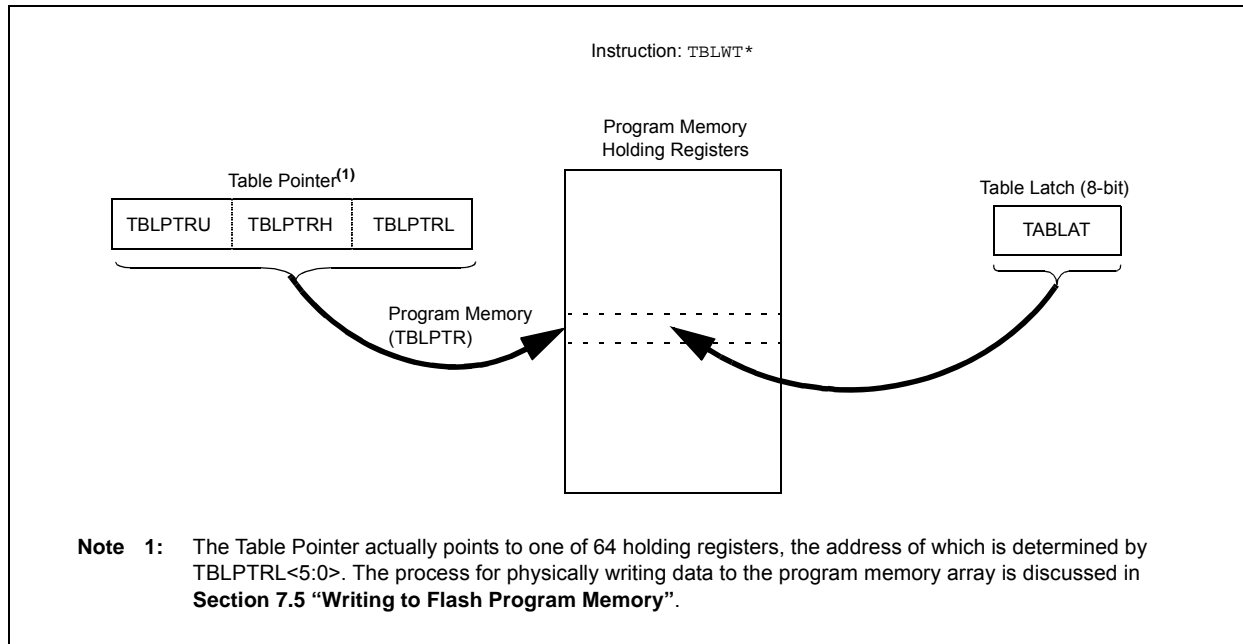 Instruction: TBLWT*
Program Memory
Holding Registers
Table Pointer(1)
TBLPTRU TBLPTRH TBLPTRL
Table Latch (8-bit)
TABLAT
Program Memory
(TBLPTR)
Note 1: The Table Pointer actually points to one of 64 holding registers, the address of which is determined by
TBLPTRL<5:0>. The process for physically writing data to the program memory array is discussed in
Section 7.5 “Writing to Flash Program Memory”.